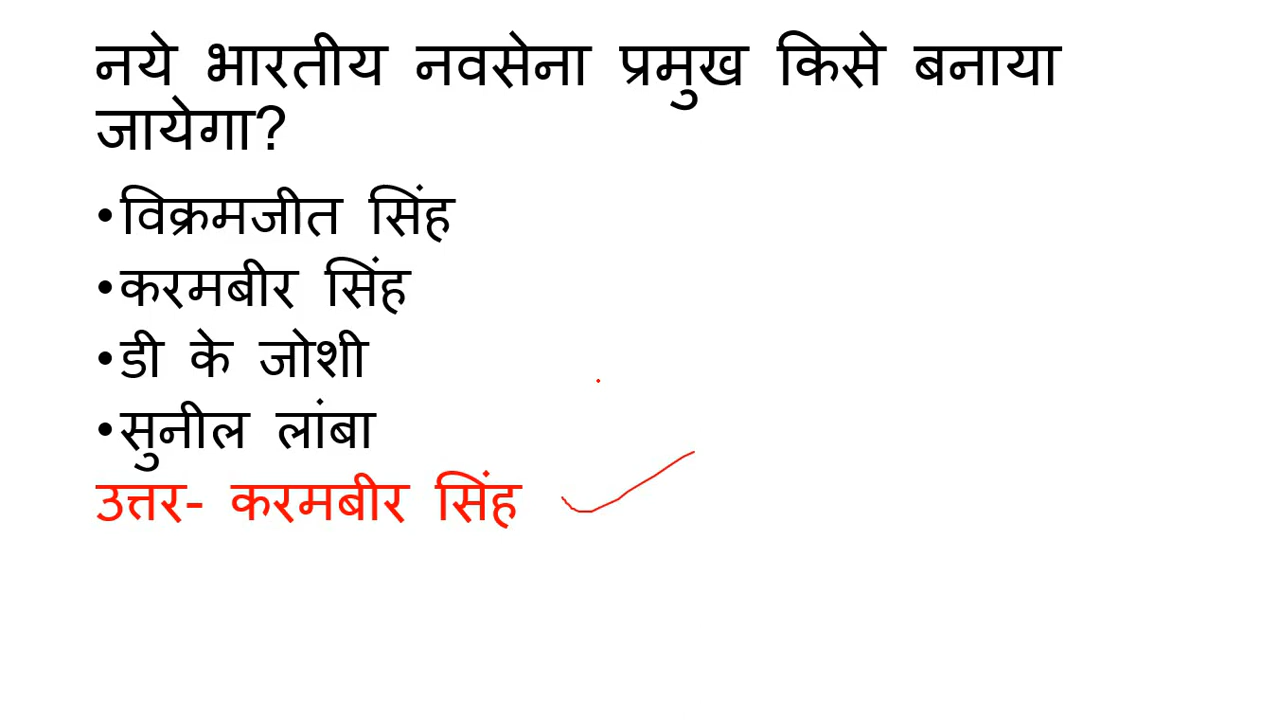 नये भारतीय नवसेना प्रमुख किसे बनाया
जायेगा?
•विक्रमजीत सिंह
•करमबीर सिंह
•डी के जोशी
•सुनील लांबा
उत्तर- करमबीर सिंह